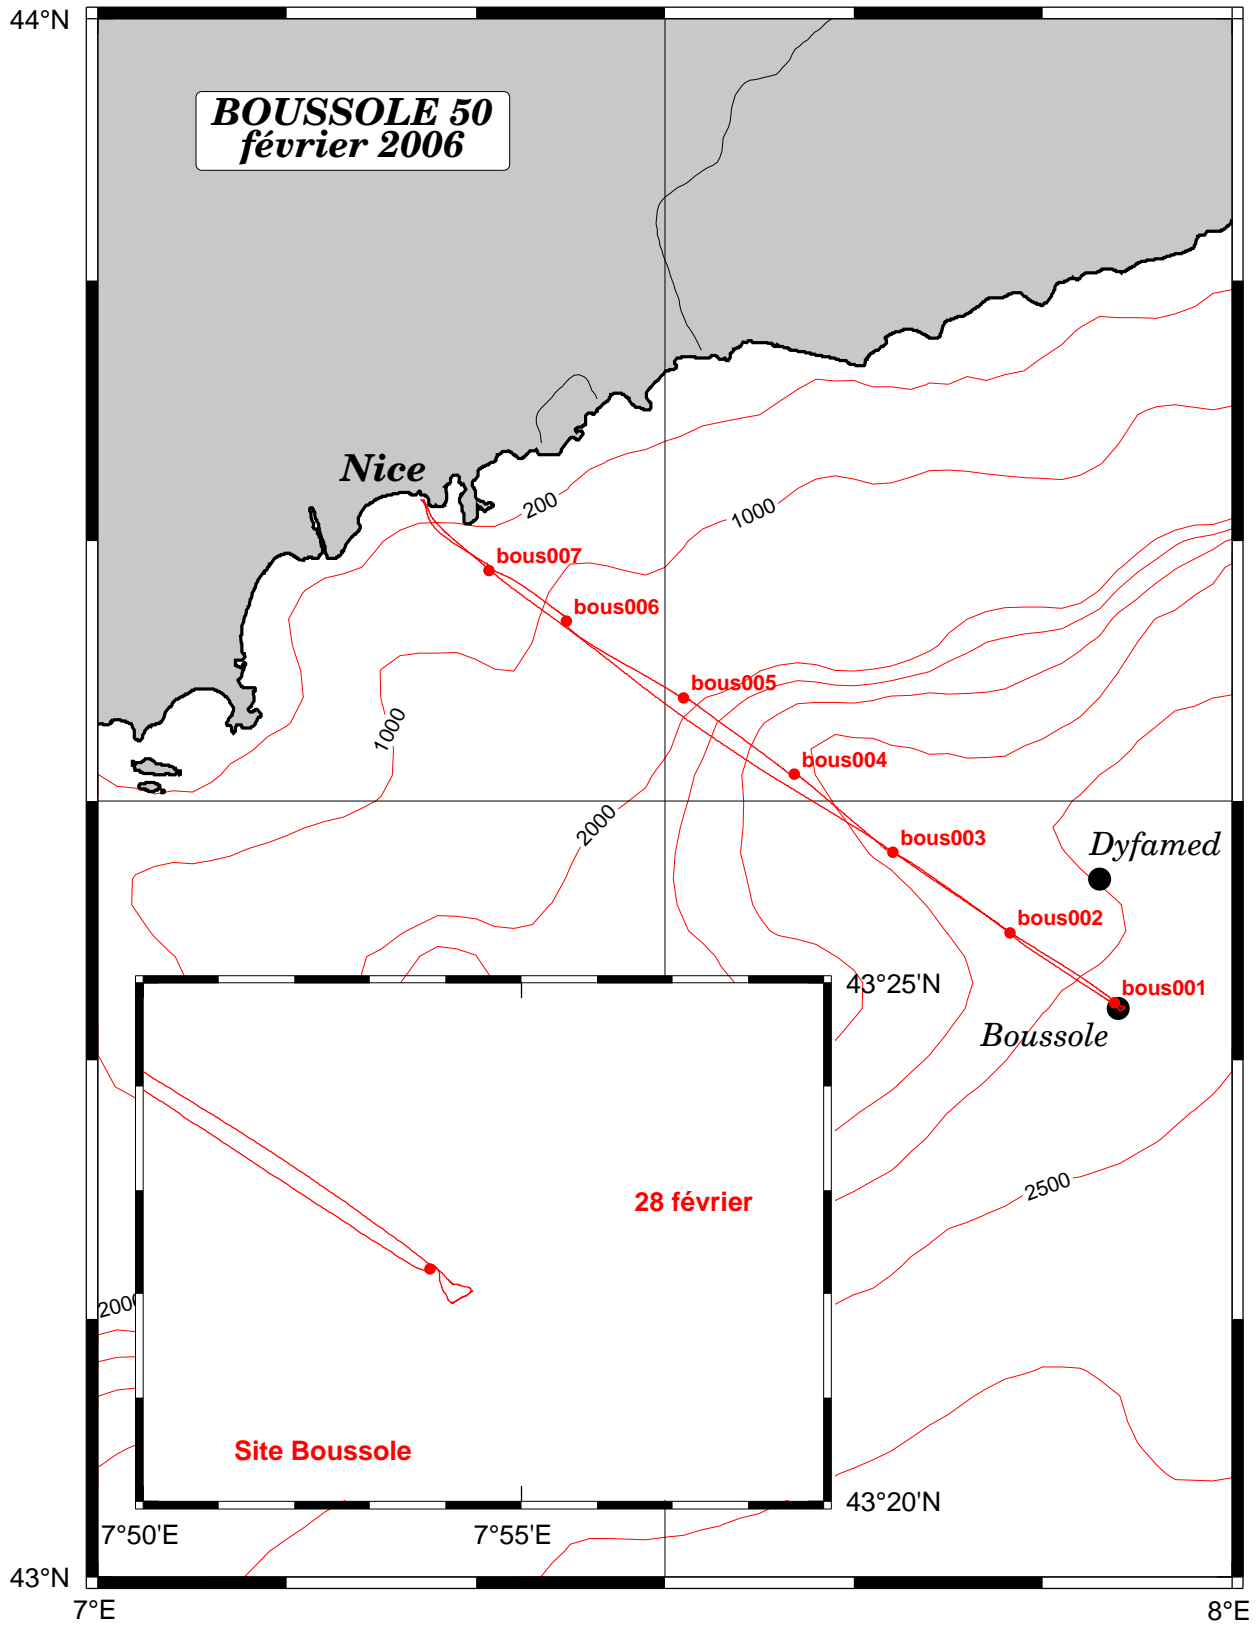 44°N
BOUSSOLE 50
février 2006
Nice
200
1000
bous007
bous006
bous005
1000
bous004
2000
bous003
Dyfamed
bous002
43°25'N
bous001
Boussole
2500
28 février
2000
Site Boussole
43°20'N
7°50'E
7°55'E
43°N
7°E
8°E